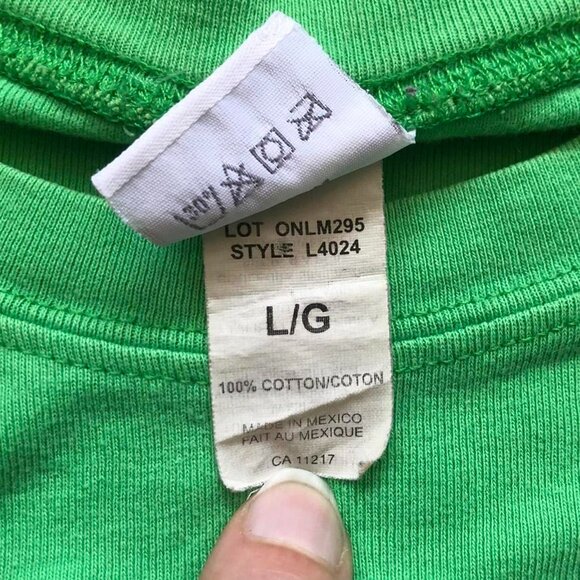 LOT ONLM295
STYLE L4024
L/G
100% COTTON/COTON
MADE IN MEXICO
FAIT AU MEXIQUE
CA 11217